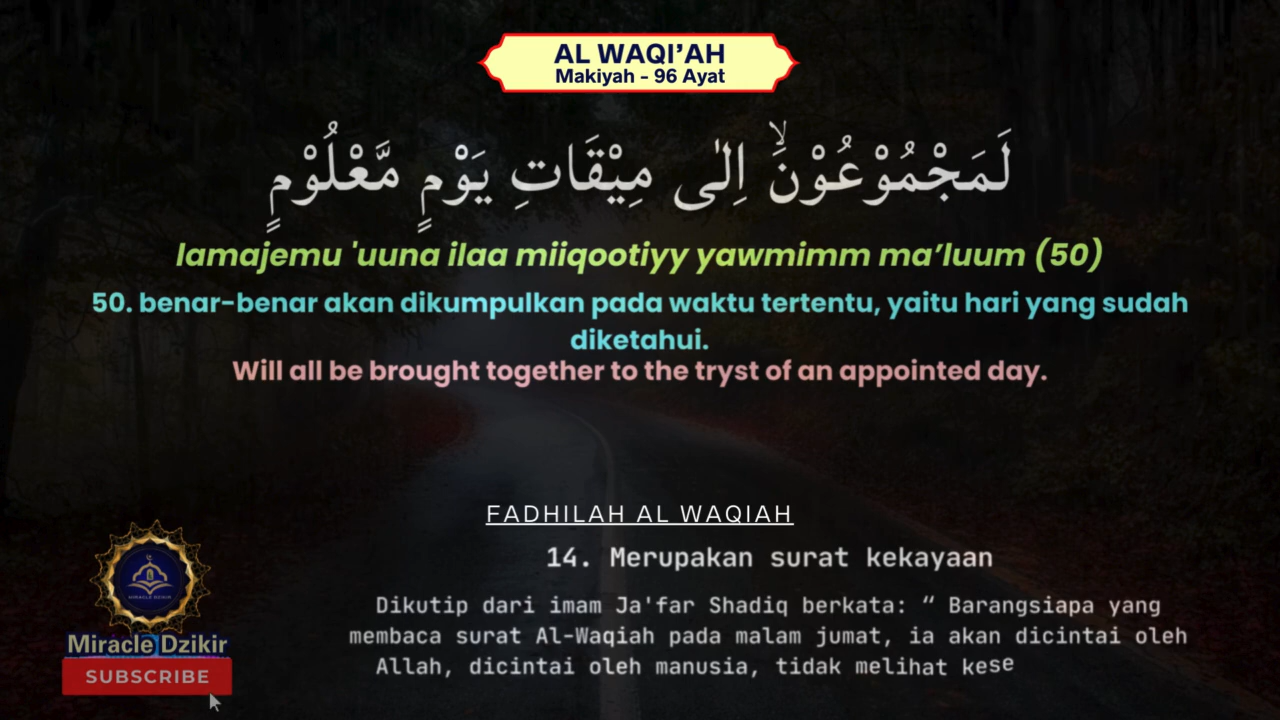 AL WAQI’AH
Makiyah - 96 Ayat
لَمَجْمُوْعُوْنَۙ اِلٰى مِيْقَاتِ يَوْمٍ مَّعْلُوْمٍ
lamajemu 'uuna ilaa miiqootiyy yawmimm ma’luum (50)
50. benar-benar akan dikumpulkan pada waktu tertentu, yaitu hari yang sudah
diketahui.
Will all be brought together to the tryst of an appointed day.
FADHILAH AL WAQIAH
14. Merupakan surat kekayaan
Dikutip dari imam Ja'far Shadiq berkata: “ Barangsiapa yang
membaca surat Al-Waqiah pada malam jumat, ia akan dicintai oleh
Allah, dicintai oleh manusia, tidak melihat kese
MIRACLE DZIKIR
Miracle Dzikir
SUBSCRIBE